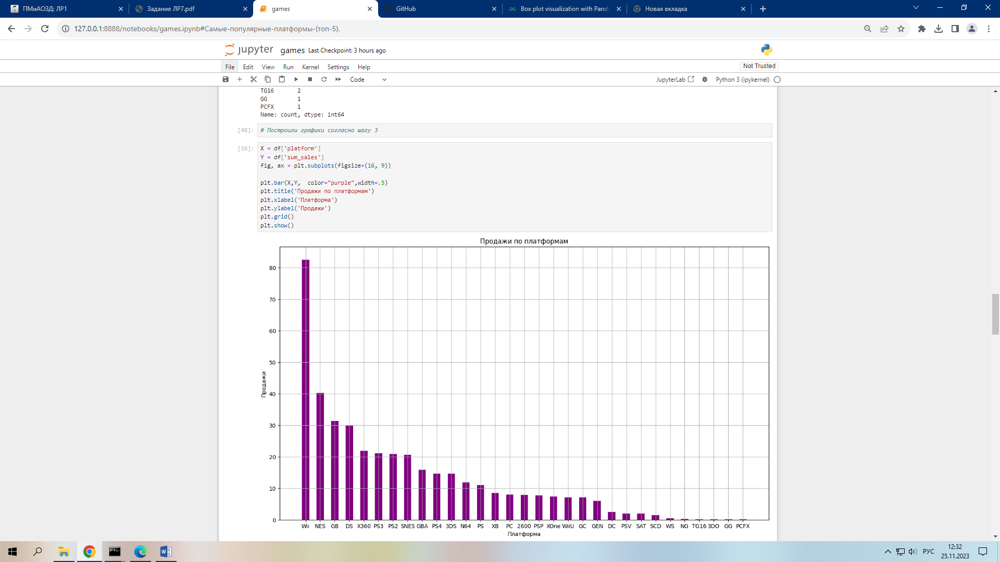 ПМиАОЗД: ЛР1
Задание ЛР7.pdf
games
GitHub
Box plot visualization with Panda
Новая вкладка
127.0.0.1:8888/notebooks/games.ipynb#Самые-популярные-платформы-(топ-5).
jupyter games Last Checkpoint: 3 hours ago
File Edit View Run Kernel Settings Help
Not Trusted
Code
JupyterLab
Python 3 (ipykernel)
TG16 2
GG 1
PCFX 1
Name: count, dtype: int64
[48]:
# Построили графики согласно шагу 3
[16]:
X = df['platform']
Y = df['sum_sales']
fig, ax = plt.subplots(figsize=(16, 9))
plt.bar(X,Y,  color="purple",width=.5)
plt.title('Продажи по платформам')
plt.xlabel('Платформа')
plt.ylabel('Продажи')
plt.grid()
plt.show()
Продажи по платформам
80
70
60
50
40
30
20
10
0
Продажи
Wii NES GB DS X360 PS3 PS2 SNES GBA PS4 3DS N64 PS XB PC 2600 PSP XOne WiiU GC GEN DC PSV SAT SCD WS NG TG16 3DO GG PCFX
Платформа
РУС
12:32
25.11.2023